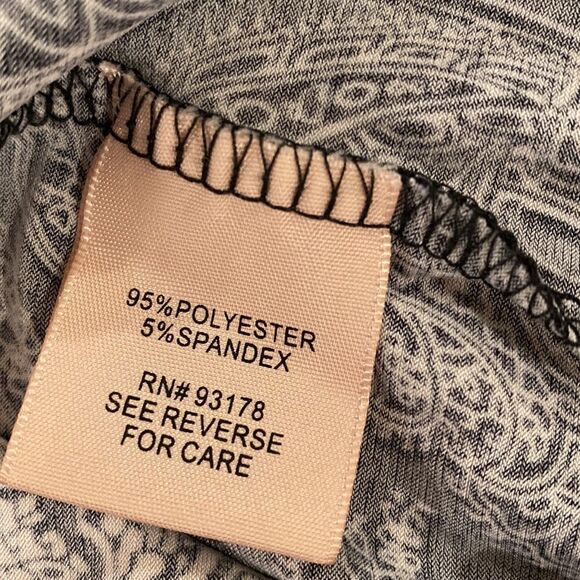 95%POLYESTER
5%SPANDEX
RN# 93178
SEE REVERSE
FOR CARE